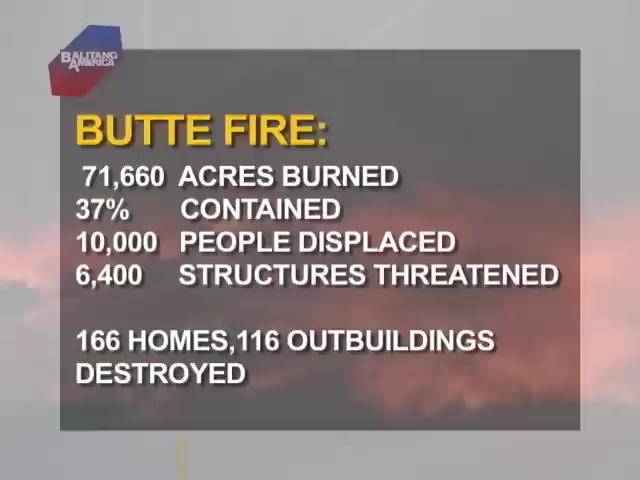 BALITANG
AMERICA
BUTTE FIRE:
71,660 ACRES BURNED
37% CONTAINED
10,000 PEOPLE DISPLACED
6,400 STRUCTURES THREATENED
166 HOMES,116 OUTBUILDINGS
DESTROYED